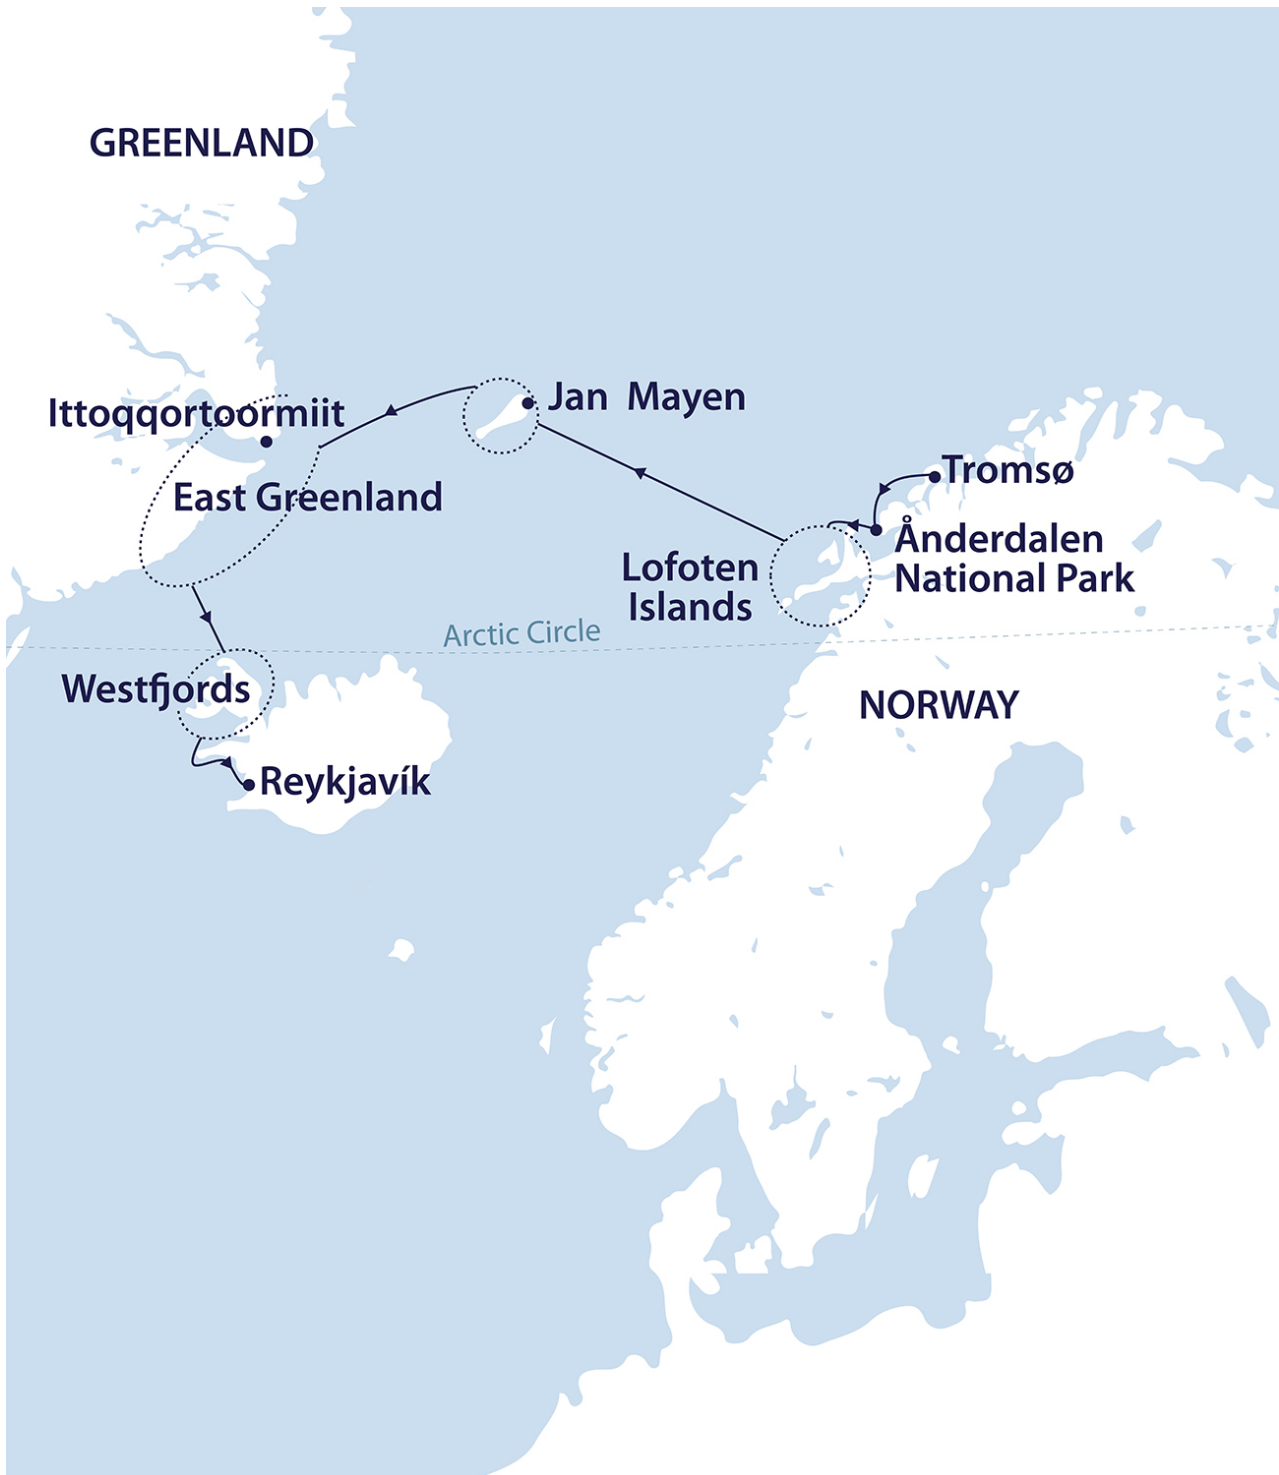 GREENLAND
Jan Mayen
Ittoqqortoormiit
Tromsø
East Greenland
Ånderdalen
National Park
Lofoten
Islands
Arctic Circle
Westfjords
NORWAY
Reykjavík